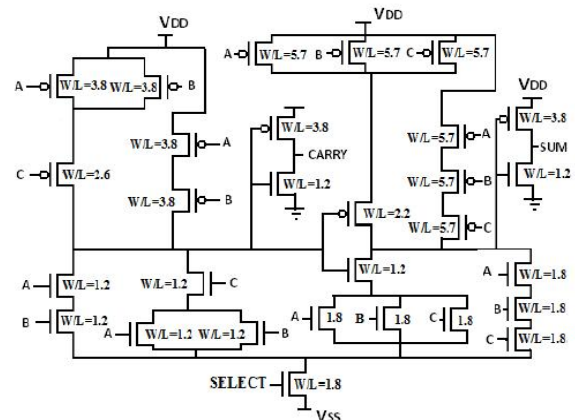 VDD
VDD
A W/L=3.8 W/L=3.8 B
A W/L=5.7 B W/L=5.7 C W/L=5.7
VDD
W/L=3.8 A
W/L=3.8
CARRY
W/L=1.2
W/L=5.7 A
W/L=3.8
SUM
W/L=1.2
C W/L=2.6
W/L=3.8 B
W/L=5.7 B
W/L=2.2
W/L=5.7 C
A W/L=1.2
W/L=1.2 C
W/L=1.2
A W/L=1.8
B W/L=1.2
A W/L=1.2 W/L=1.2 B
A 1.8 B 1.8 C 1.8
B W/L=1.8
C W/L=1.8
SELECT W/L=1.8
VSS